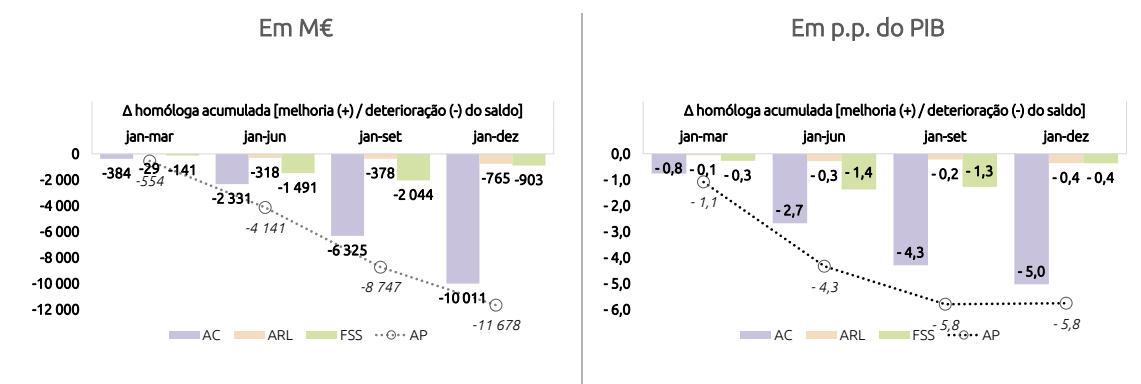 Em M€
Δ homóloga acumulada [melhoria (+) / deterioração (-) do saldo]
jan-mar jan-jun jan-set jan-dez
0
-2 000
-4 000
-6 000
-8 000
-10 000
-12 000
-384 -29 -141
-554
-2 331 -318 -1 491
-4 141
-6 325 -378 -2 044
-8 747
-10 011 -765 -903
-11 678
AC ARL FSS AP
Em p.p. do PIB
Δ homóloga acumulada [melhoria (+) / deterioração (-) do saldo]
jan-mar jan-jun jan-set jan-dez
0,0
- 1,0
- 2,0
- 3,0
- 4,0
- 5,0
- 6,0
- 0,8 - 0,1 - 0,3
- 1,1
- 2,7 - 0,3 - 1,4
- 4,3
- 4,3 - 0,2 - 1,3
- 5,8
- 5,0 - 0,4 - 0,4
- 5,8
AC ARL FSS AP